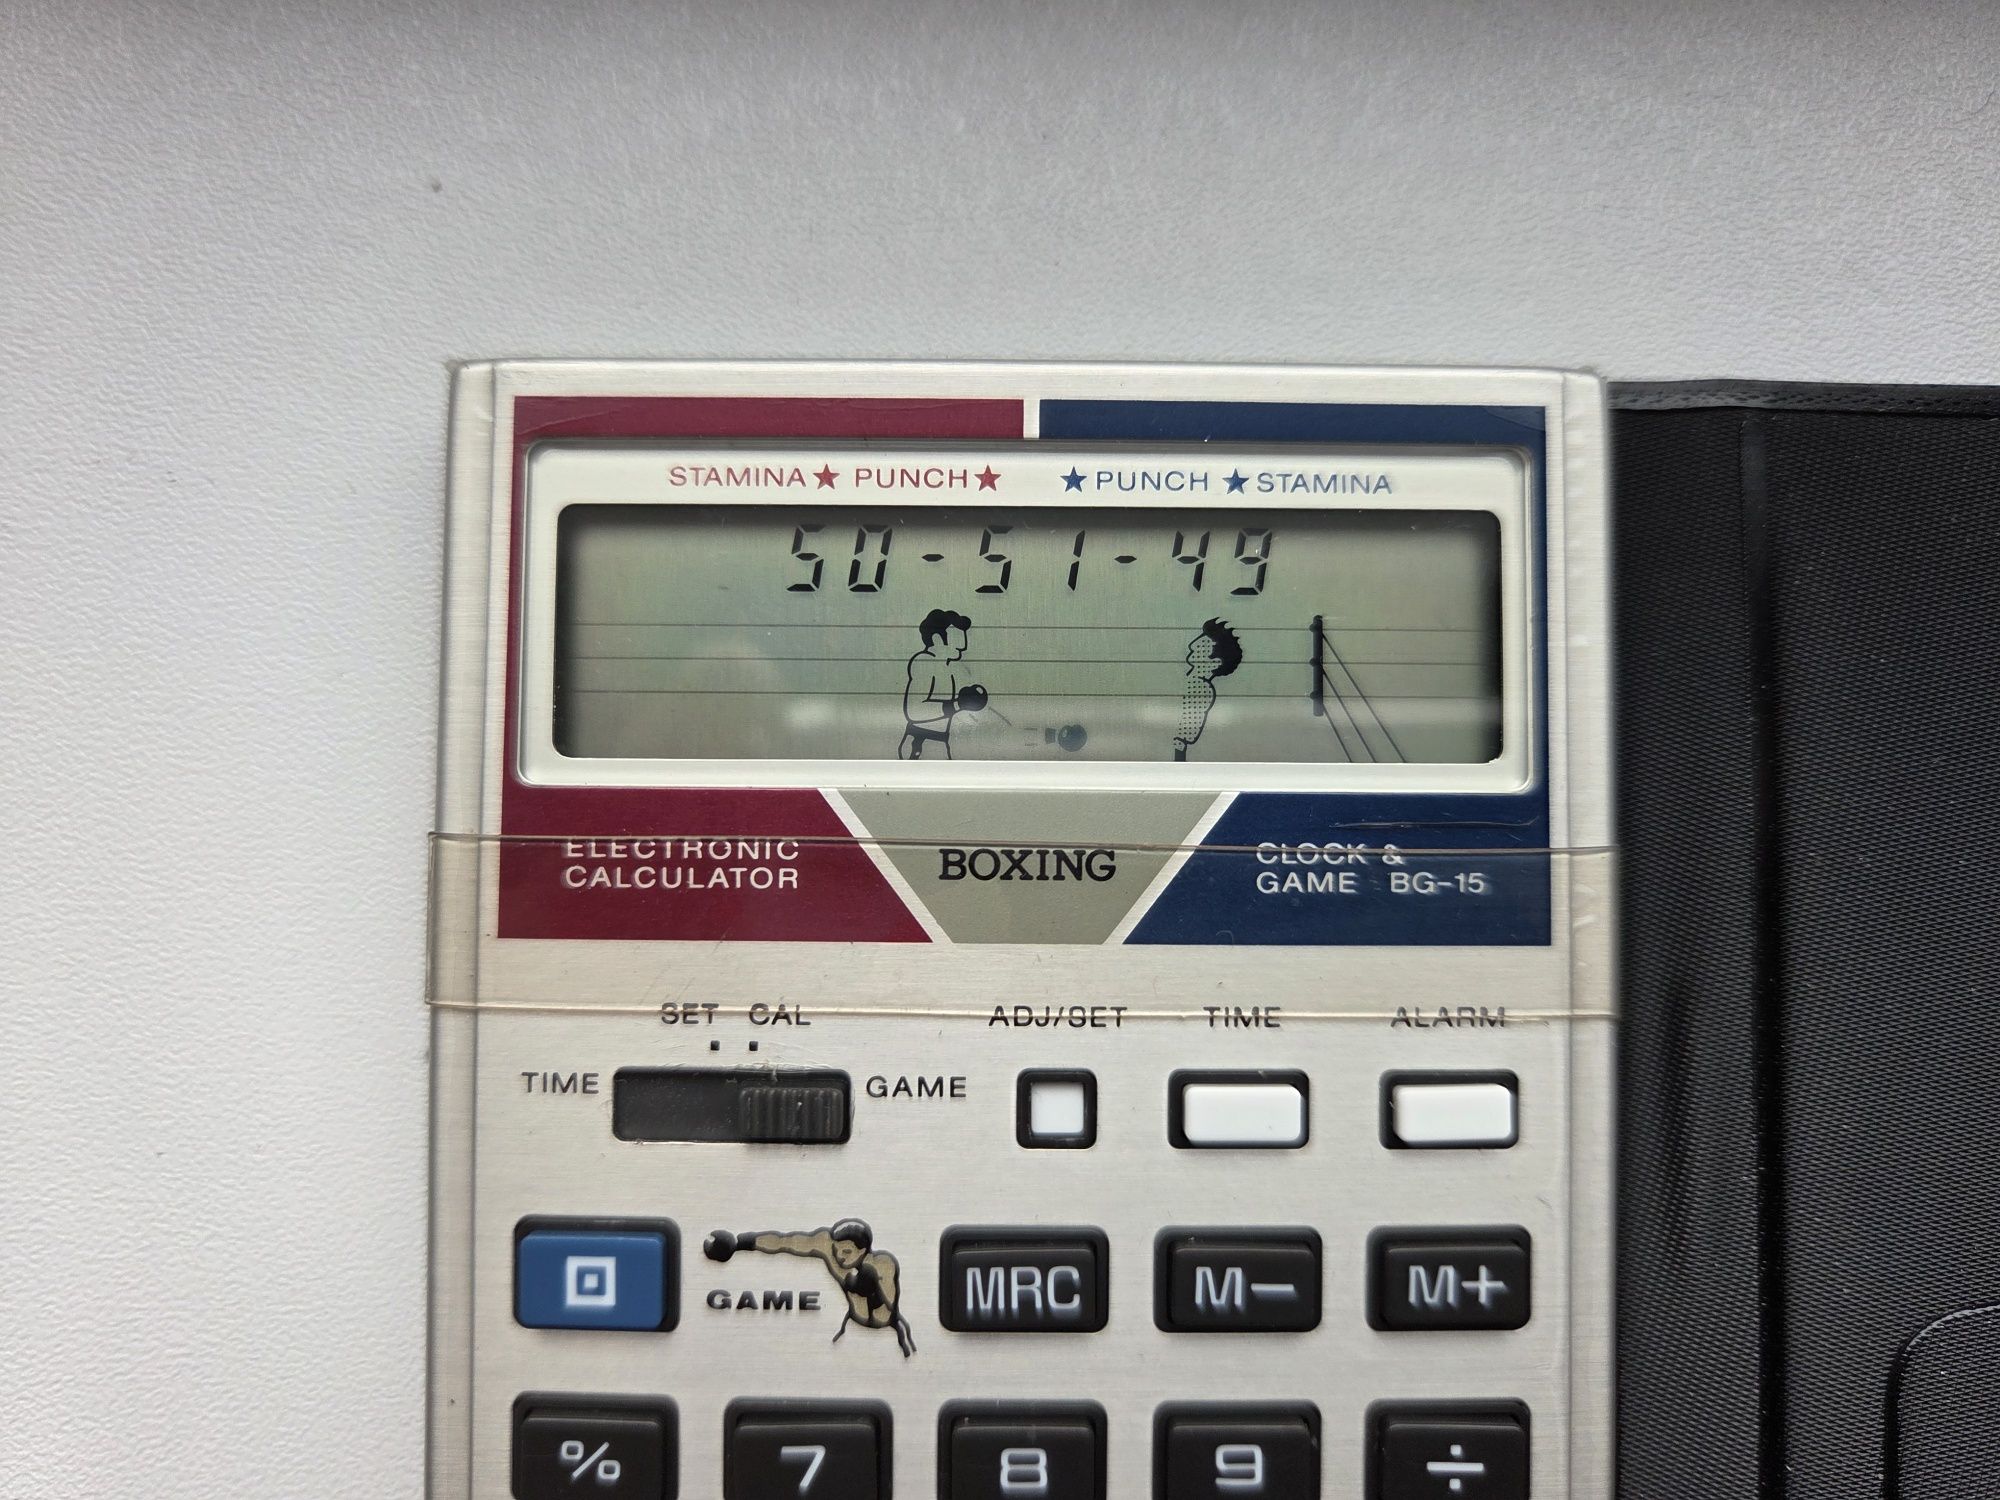 STAMINA★ PUNCH★ ★PUNCH ★STAMINA
50-51-49
ELECTRONIC
CALCULATOR
BOXING
CLOCK &
GAME BG-15
SET CAL
ADJ/SET TIME ALARM
TIME GAME
GAME
MRC M− M+
% 7 8 9 ÷